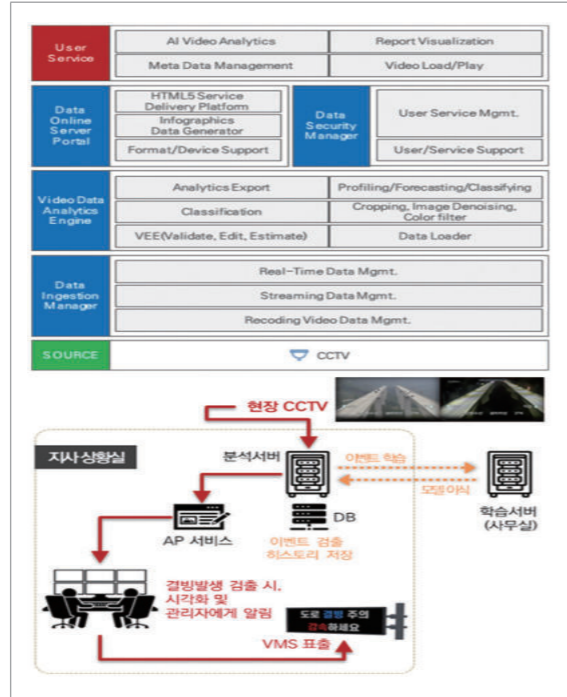 User
Service
AI Video Analytics
Report Visualization
Meta Data Management
Video Load/Play
Data
Online
Server
Portal
HTML5 Service
Delivery Platform
Infographics
Data Generator
Format/Device Support
Data
Security
Manager
User Service Mgmt.
User/Service Support
Video Data
Analytics
Engine
Analytics Export
Profiling/Forecasting/Classifying
Classification
Cropping, Image Denoising,
Color filter
VEE(Validate, Edit, Estimate)
Data Loader
Data
Ingestion
Manager
Real-Time Data Mgmt.
Streaming Data Mgmt.
Recoding Video Data Mgmt.
SOURCE
CCTV
현장 CCTV
지사 상황실
분석서버
이벤트 학습
모델 이식
DB
학습서버
(사무실)
AP 서비스
이벤트 검출
히스토리 저장
결빙발생 검출 시,
시각화 및
관리자에게 알림
도로 결빙 주의
감속하세요
VMS 표출